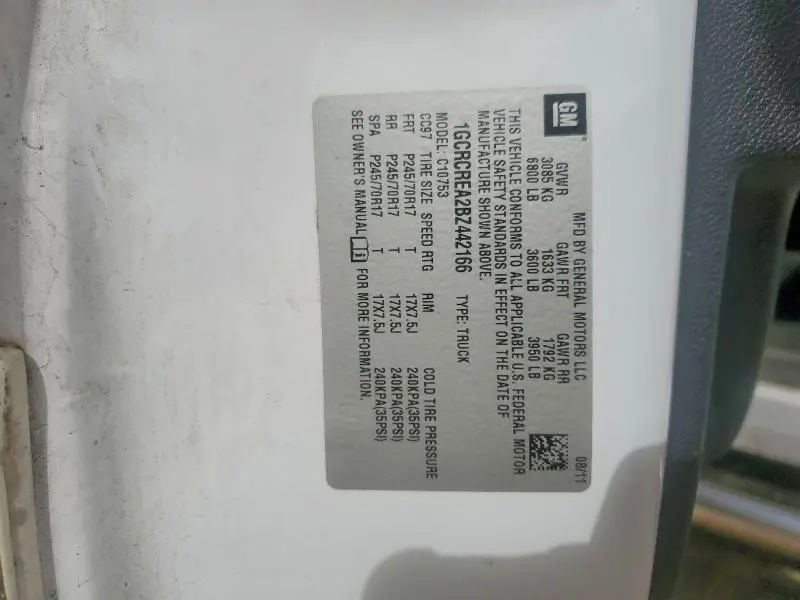 GM
MFD BY GENERAL MOTORS LLC 08/11
GVWR GAWR FRT GAWR RR
3085 KG 1633 KG 1792 KG
6800 LB 3600 LB 3950 LB
THIS VEHICLE CONFORMS TO ALL APPLICABLE U.S. FEDERAL MOTOR
VEHICLE SAFETY STANDARDS IN EFFECT ON THE DATE OF
MANUFACTURE SHOWN ABOVE.
1GCRCREA2BZ442166 TYPE: TRUCK
MODEL: C10753
CC97 TIRE SIZE SPEED RTG RIM COLD TIRE PRESSURE
FRT P245/70R17 T 17X7.5J 240KPA(35PSI)
RR P245/70R17 T 17X7.5J 240KPA(35PSI)
SPA P245/70R17 T 17X7.5J 240KPA(35PSI)
SEE OWNER'S MANUAL FOR MORE INFORMATION.